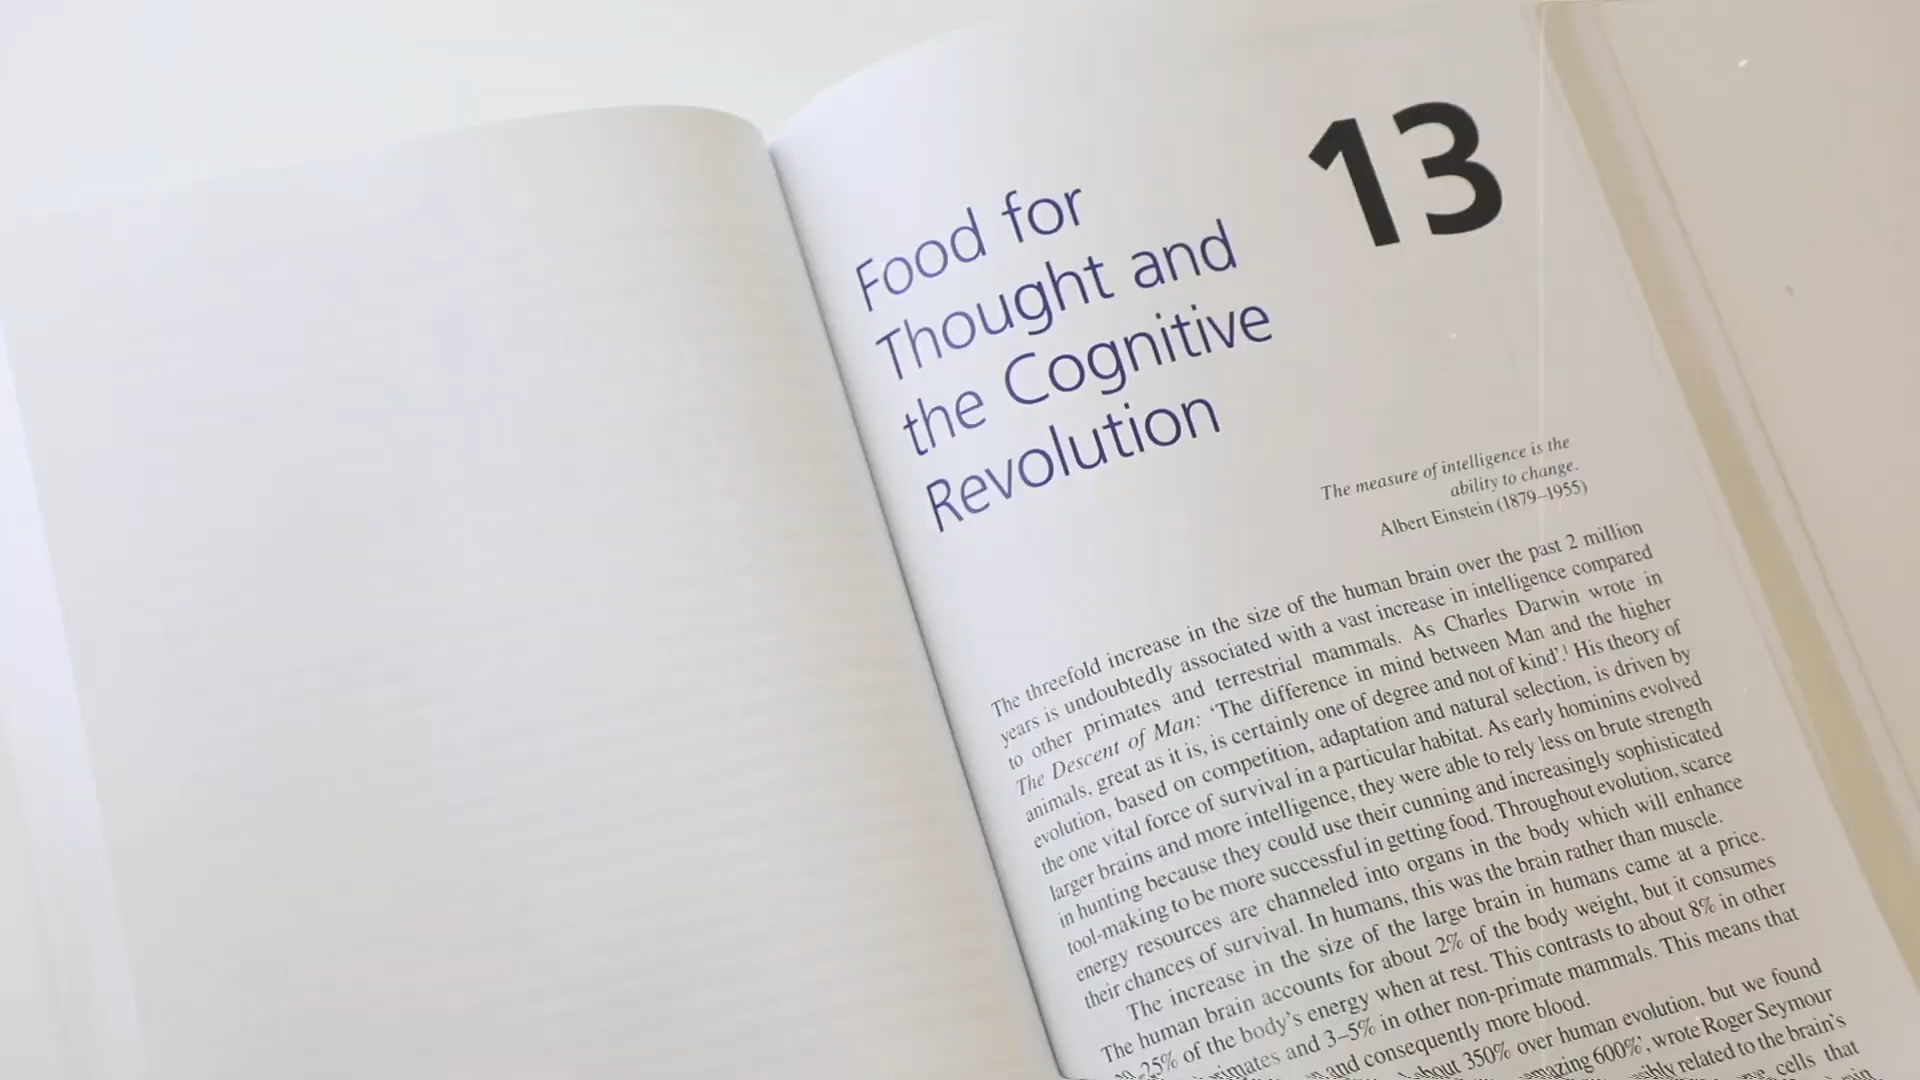 13
Food for
Thought and
the Cognitive
Revolution
The measure of intelligence is the
ability to change.
Albert Einstein (1879–1955)
The threefold increase in the size of the human brain over the past 2 million
years is undoubtedly associated with a vast increase in intelligence compared
to other primates and terrestrial mammals. As Charles Darwin wrote in
The Descent of Man: ‘The difference in mind between Man and the higher
animals, great as it is, is certainly one of degree and not of kind’.¹ His theory of
evolution, based on competition, adaptation and natural selection, is driven by
the one vital force of survival in a particular habitat. As early hominins evolved
larger brains and more intelligence, they were able to rely less on brute strength
in hunting because they could use their cunning and increasingly sophisticated
tool-making to be more successful in getting food. Throughout evolution, scarce
energy resources are channeled into organs in the body which will enhance
their chances of survival. In humans, this was the brain rather than muscle.
The increase in the size of the large brain in humans came at a price.
The human brain accounts for about 2% of the body weight, but it consumes
25% of the body’s energy when at rest. This contrasts to about 8% in other
and 3–5% in other non-primate mammals. This means that
and consequently more blood.
about 350% over human evolution, but we found
600%’, wrote Roger Seymour
related to the brain’s
cells that